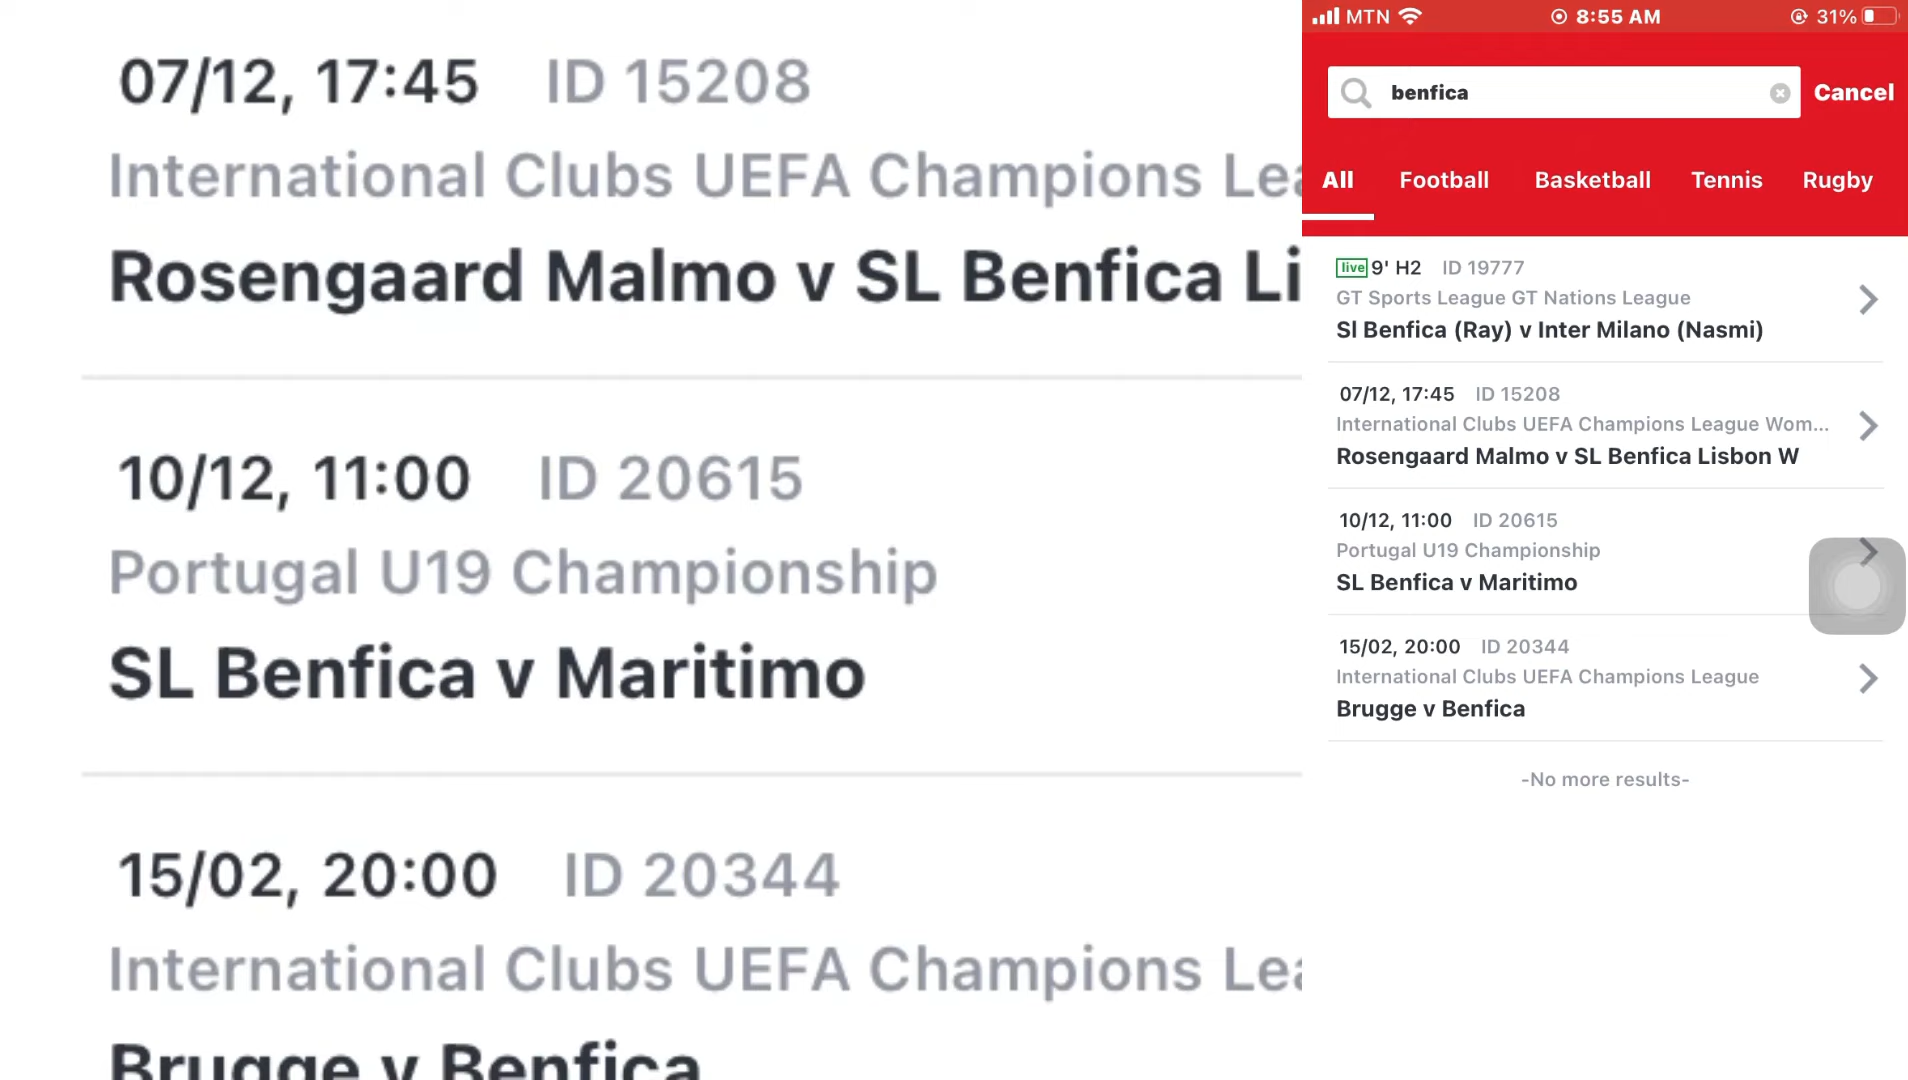 07/12, 17:45 ID 15208
International Clubs UEFA Champions Lea
Rosengaard Malmo v SL Benfica Li
10/12, 11:00 ID 20615
Portugal U19 Championship
SL Benfica v Maritimo
15/02, 20:00 ID 20344
International Clubs UEFA Champions Lea
Brugge v Benfica
MTN 8:55 AM 31%
benfica Cancel
All Football Basketball Tennis Rugby
live 9' H2 ID 19777
GT Sports League GT Nations League
Sl Benfica (Ray) v Inter Milano (Nasmi)
07/12, 17:45 ID 15208
International Clubs UEFA Champions League Wom...
Rosengaard Malmo v SL Benfica Lisbon W
10/12, 11:00 ID 20615
Portugal U19 Championship
SL Benfica v Maritimo
15/02, 20:00 ID 20344
International Clubs UEFA Champions League
Brugge v Benfica
-No more results-